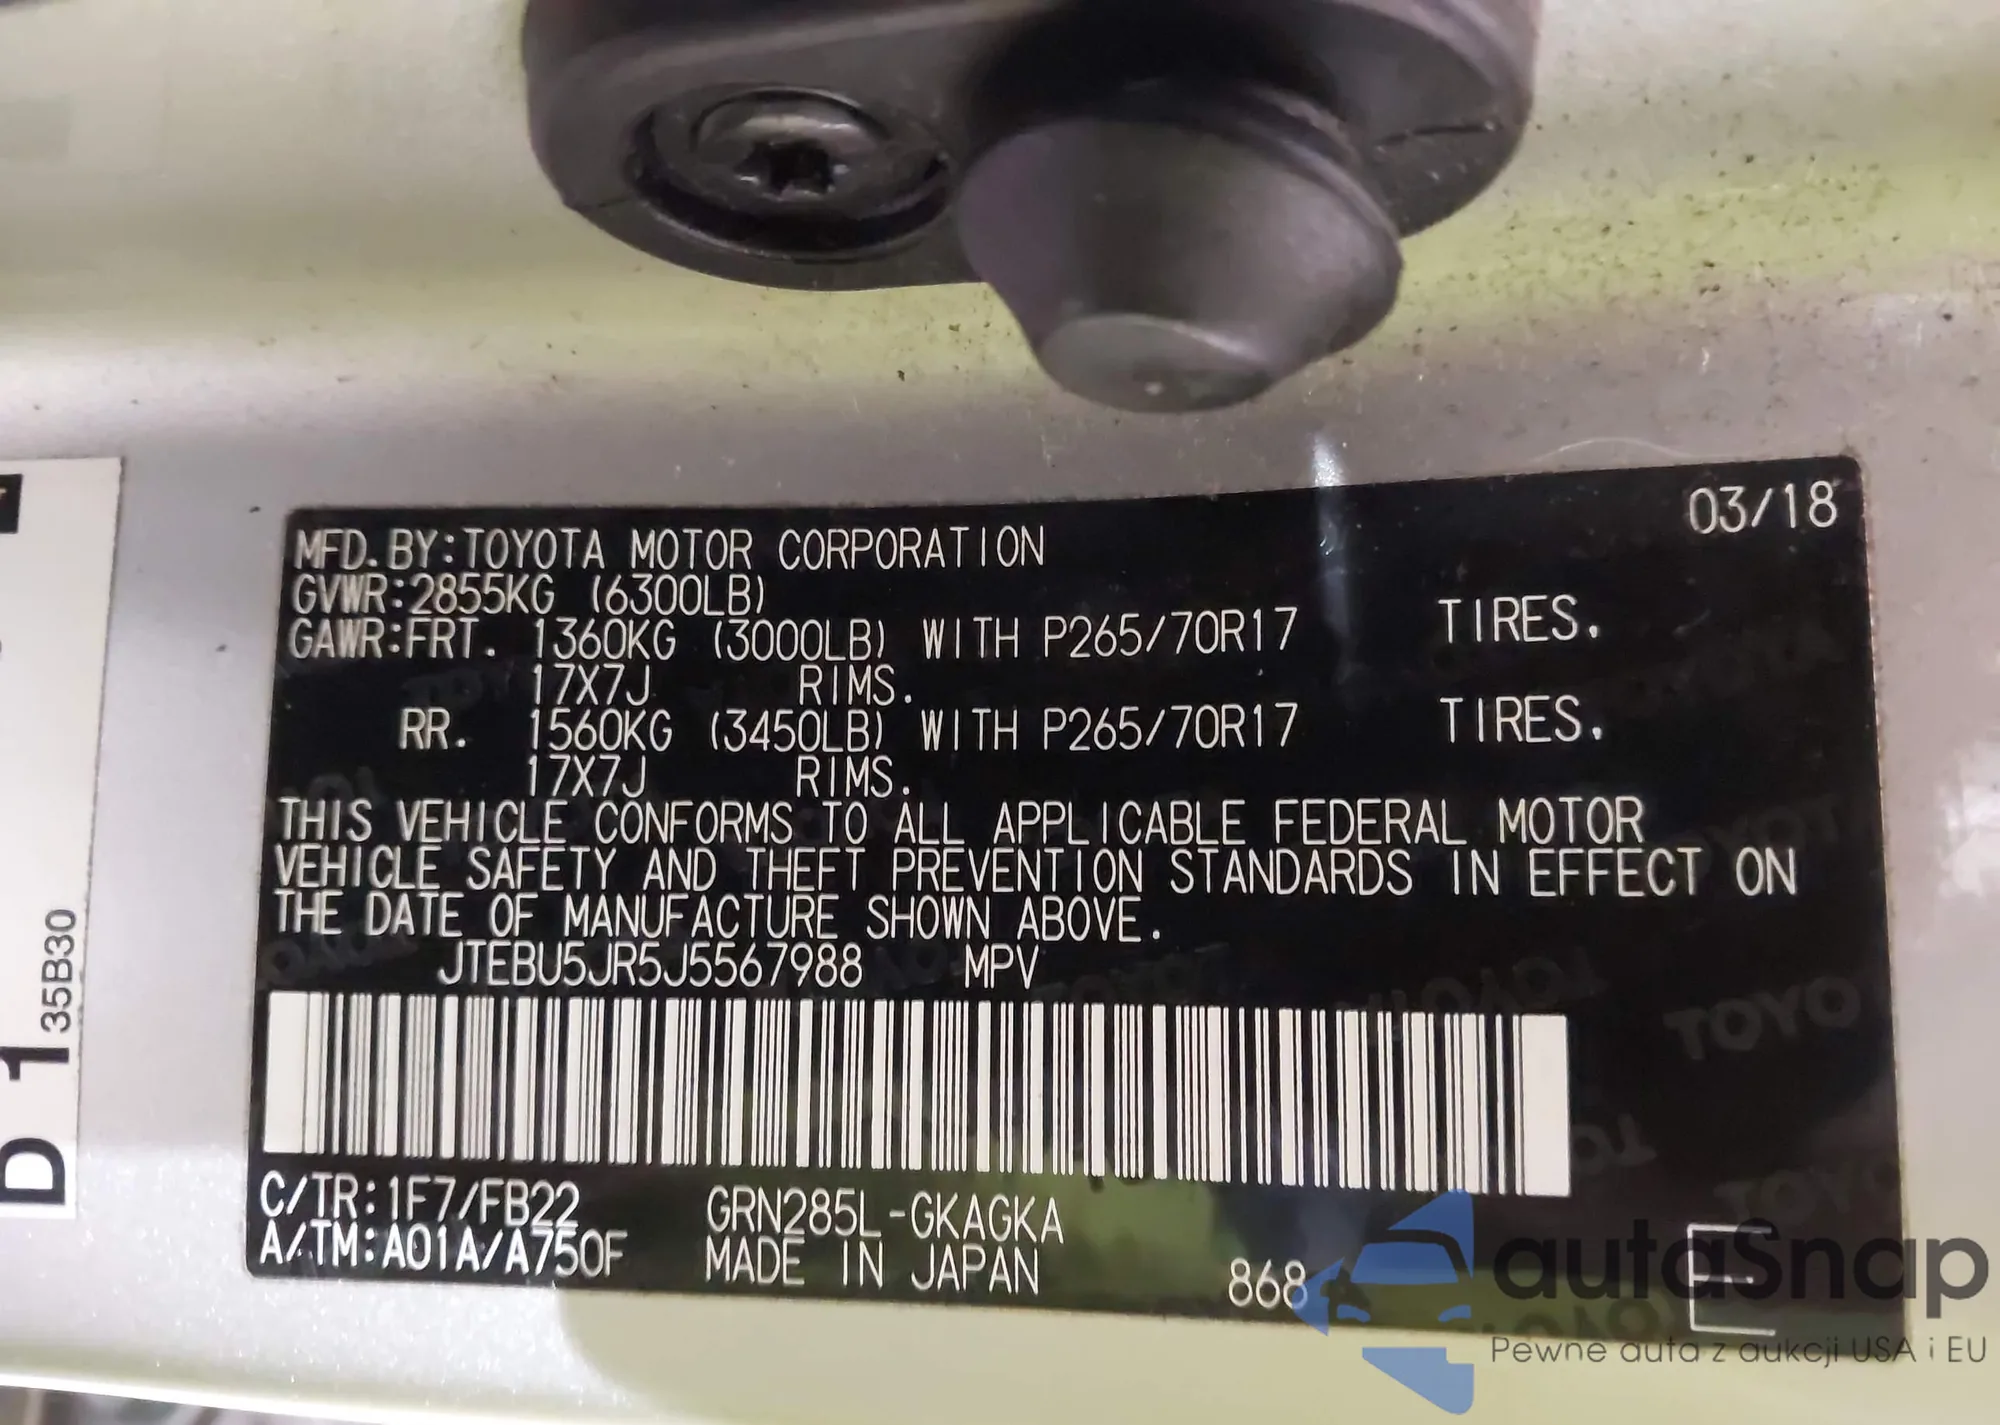 03/18
MFD. BY:TOYOTA MOTOR CORPORATION
GVWR:2855KG (6300LB)
GAWR:FRT. 1360KG (3000LB) WITH P265/70R17 TIRES.
17X7J RIMS.
RR. 1560KG (3450LB) WITH P265/70R17 TIRES.
17X7J RIMS.
THIS VEHICLE CONFORMS TO ALL APPLICABLE FEDERAL MOTOR
VEHICLE SAFETY AND THEFT PREVENTION STANDARDS IN EFFECT ON
THE DATE OF MANUFACTURE SHOWN ABOVE.
JTEBU5JR5J5567988 MPV
C/TR:1F7/FB22 GRN285L-GKAGKA
A/TM:A01A/A750F MADE IN JAPAN 868
E
D 1 35B30
TOYO
autaSnap
Pewne auta z aukcji USA i EU